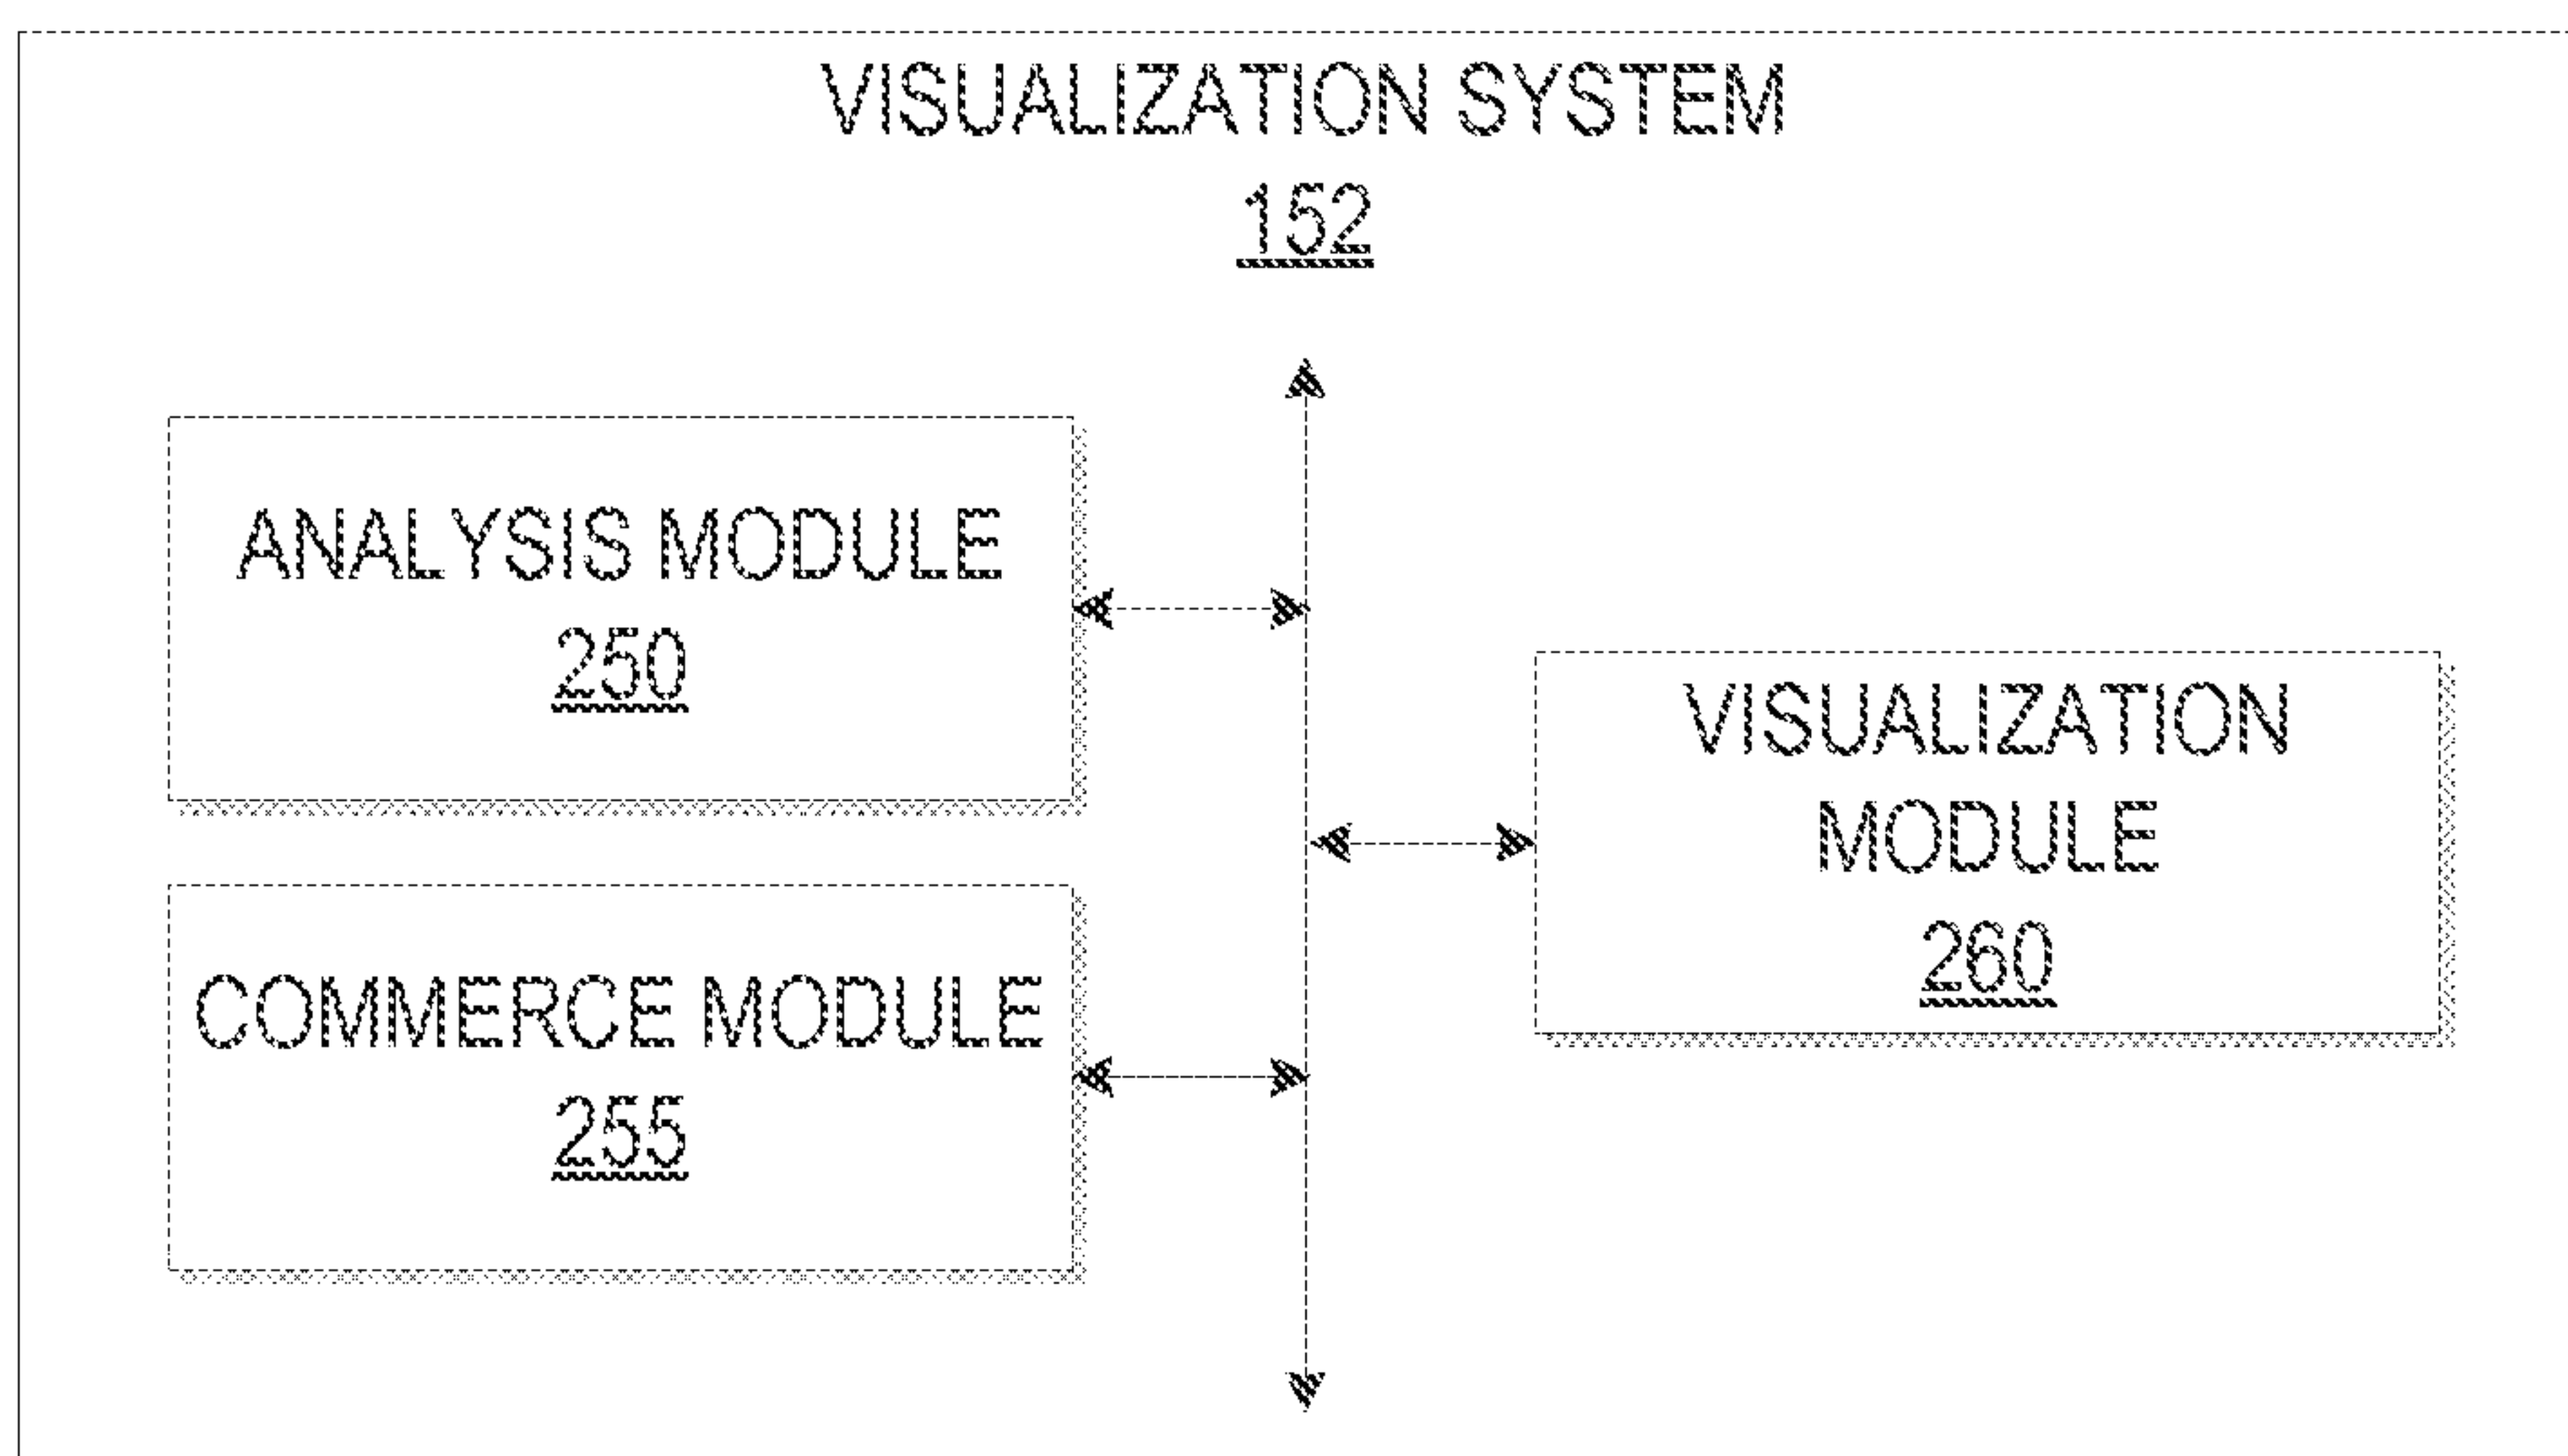 VISUALIZATION SYSTEM
152
ANALYSIS MODULE
250
COMMERCE MODULE
255
VISUALIZATION
MODULE
260